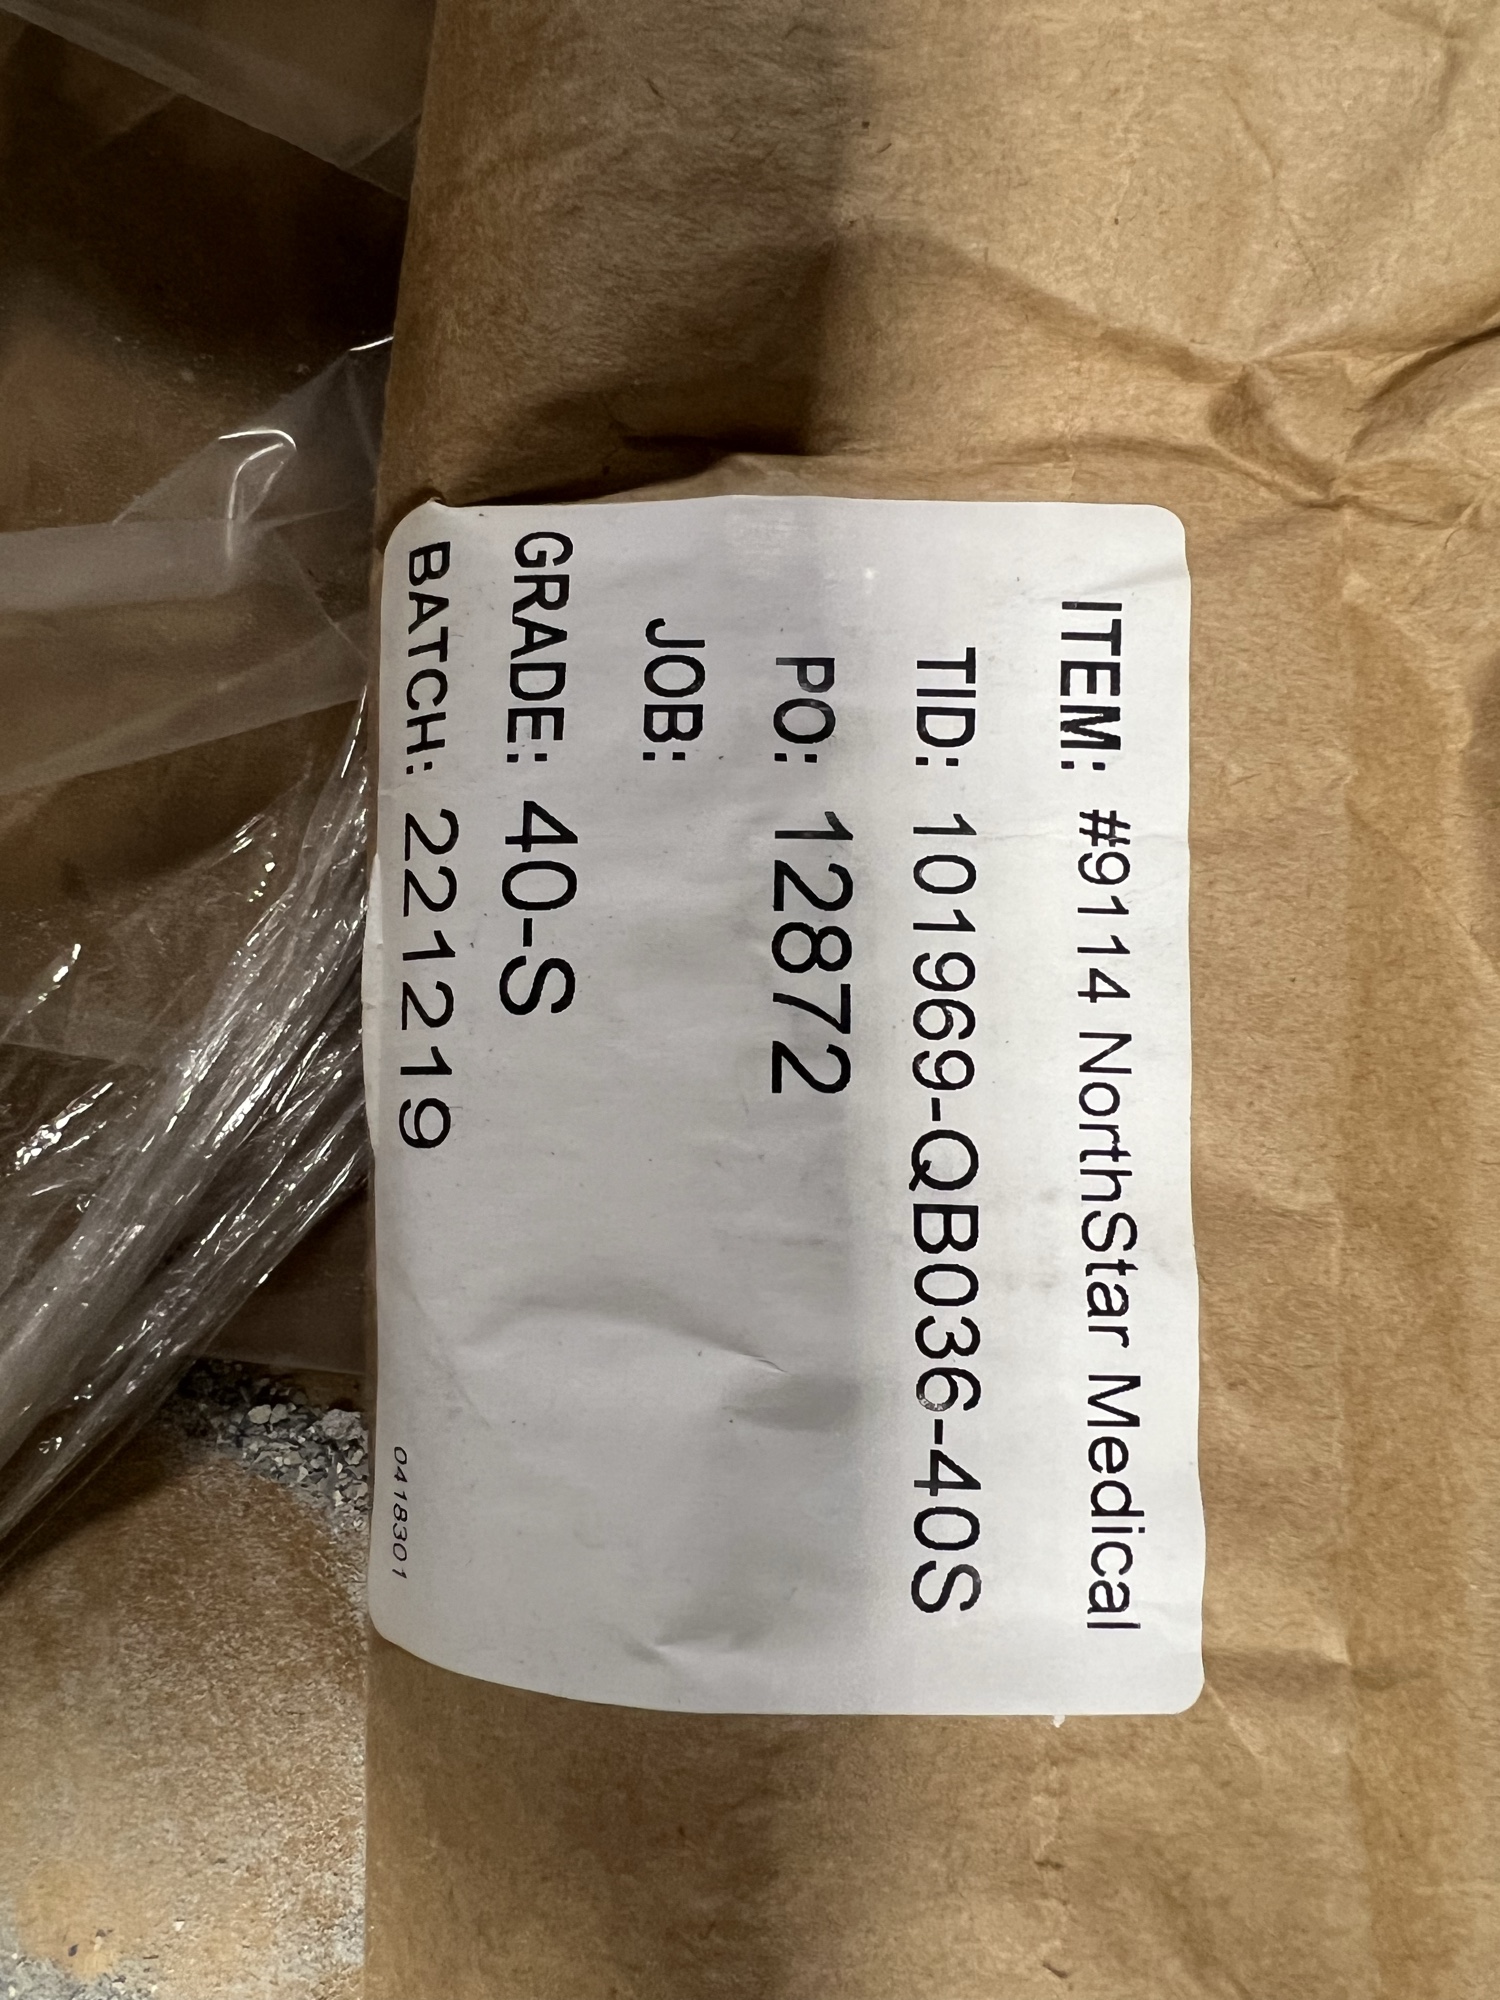 ITEM: #9114 NorthStar Medical
TID: 101969-QB036-40S
PO: 12872
JOB:
GRADE: 40-S
BATCH: 221219
0418301